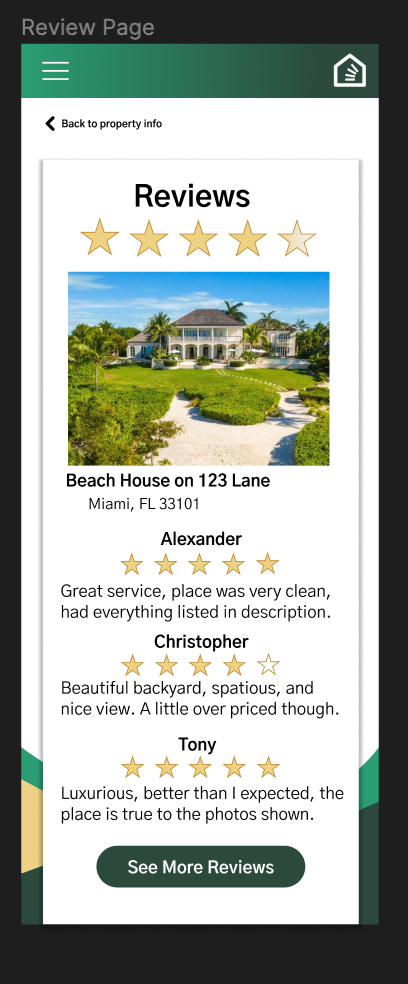 Review Page
Back to property info
Reviews
Beach House on 123 Lane
Miami, FL 33101
Alexander
Great service, place was very clean,
had everything listed in description.
Christopher
Beautiful backyard, spatious, and
nice view. A little over priced though.
Tony
Luxurious, better than I expected, the
place is true to the photos shown.
See More Reviews